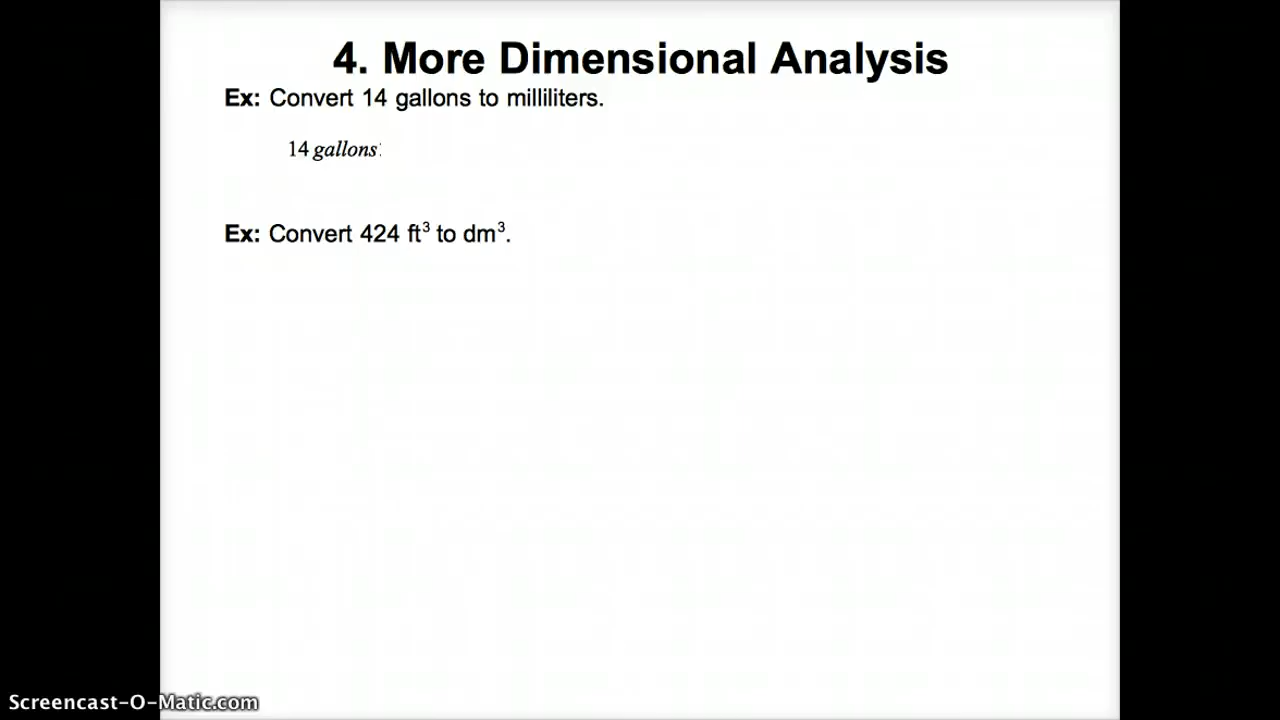 4. More Dimensional Analysis
Ex: Convert 14 gallons to milliliters.
14 gallons
Ex: Convert 424 ft³ to dm³.
Screencast-O-Matic.com